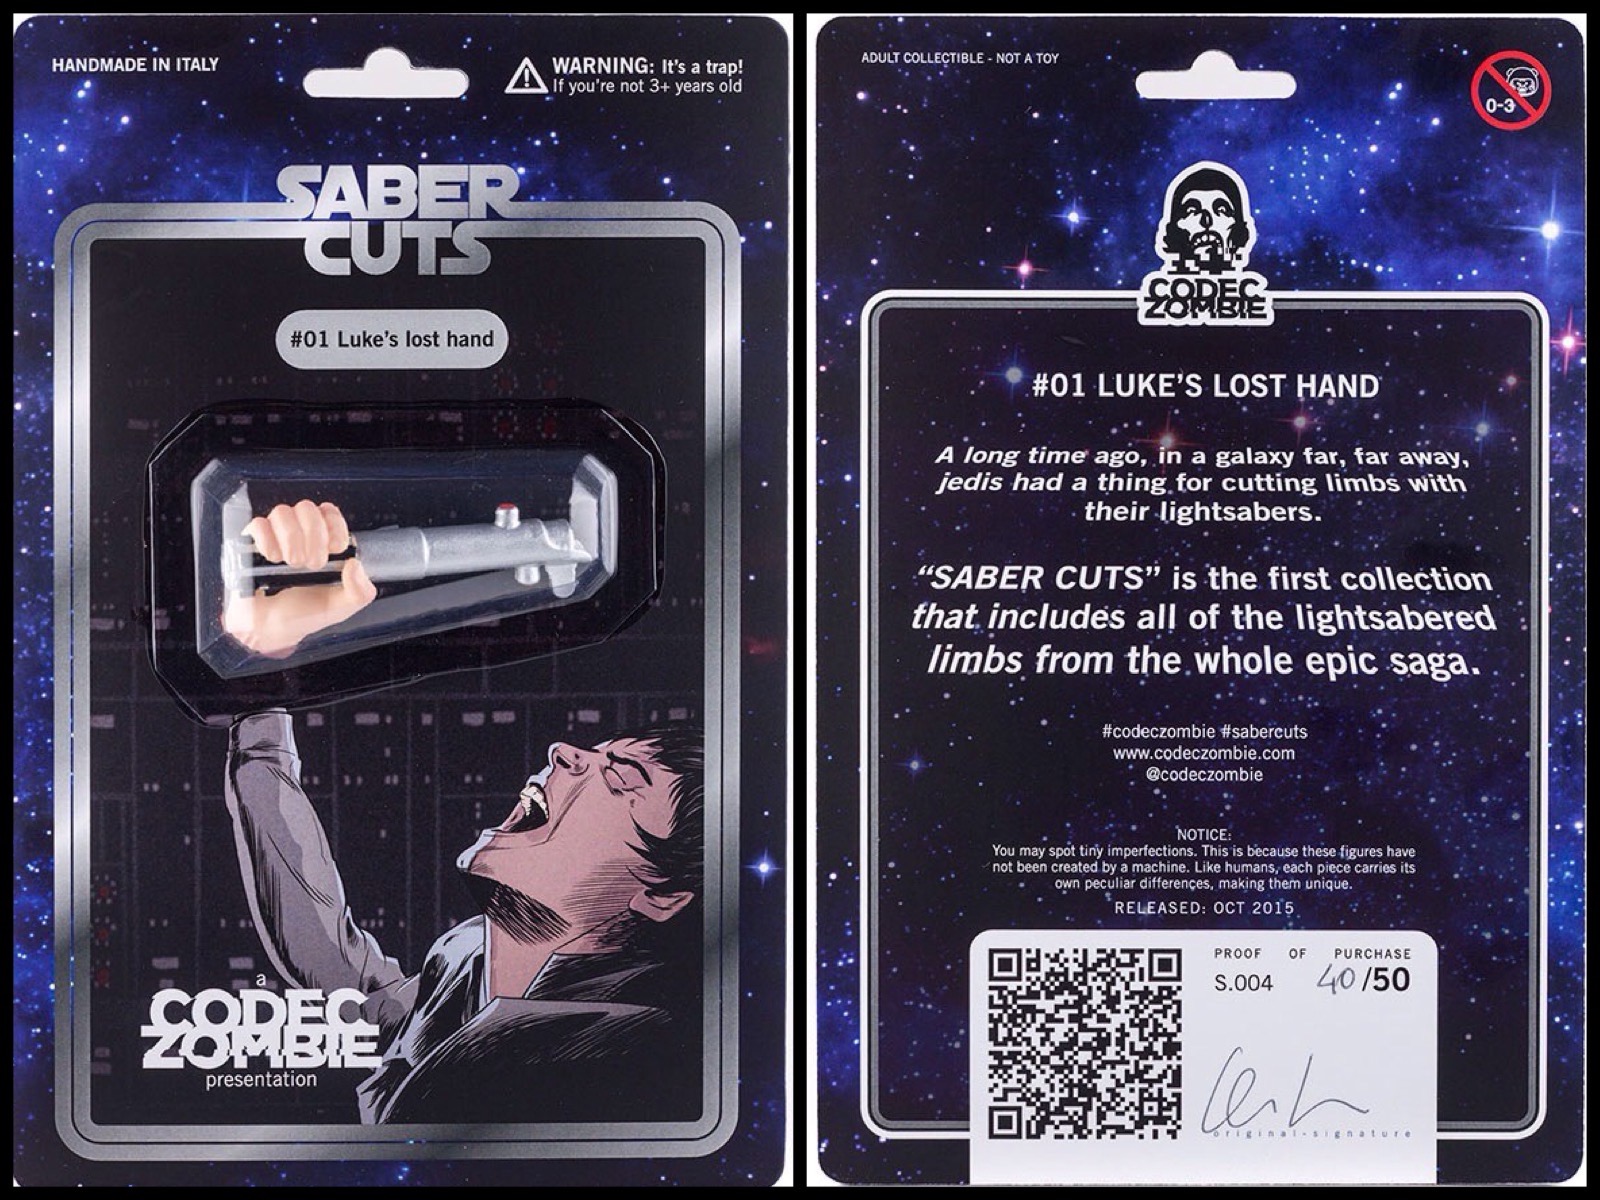 HANDMADE IN ITALY
WARNING: It's a trap!
If you're not 3+ years old
SABER
CUTS
#01 Luke's lost hand
a
CODEC
ZOMBIE
presentation
ADULT COLLECTIBLE - NOT A TOY
0-3
CODEC
ZOMBIE
#01 LUKE'S LOST HAND
A long time ago, in a galaxy far, far away,
jedis had a thing for cutting limbs with
their lightsabers.
“SABER CUTS” is the first collection
that includes all of the lightsabered
limbs from the whole epic saga.
#codeczombie #sabercuts
www.codeczombie.com
@codeczombie
NOTICE:
You may spot tiny imperfections. This is because these figures have
not been created by a machine. Like humans, each piece carries its
own peculiar differences, making them unique.
RELEASED: OCT 2015
PROOF OF PURCHASE
S.004 40/50
original-signature